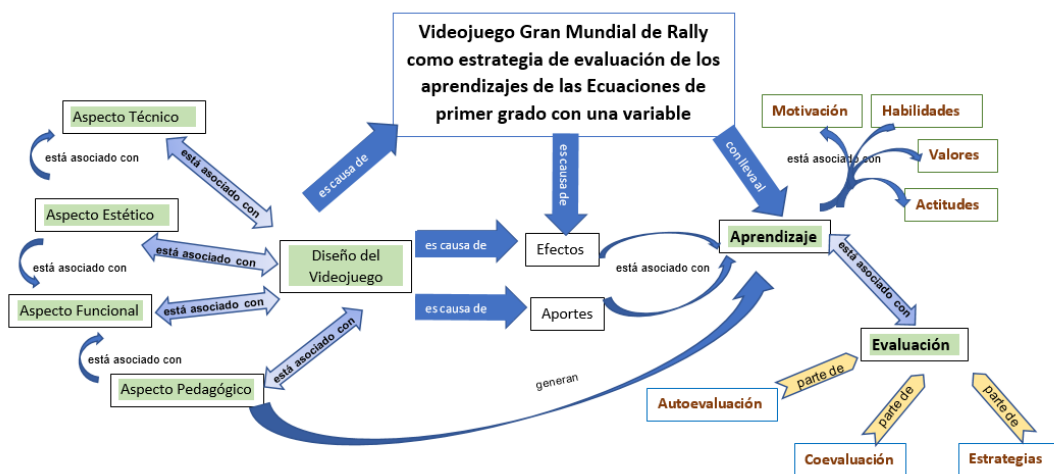 Videojuego Gran Mundial de Rally
como estrategia de evaluación de los
aprendizajes de las Ecuaciones de
primer grado con una variable
Aspecto Técnico
está asociado con
está asociado con
es causa de
es causa de
con lleva al
Motivación
Habilidades
está asociado con
Valores
Actitudes
Aspecto Estético
está asociado con
está asociado con
Diseño del
Videojuego
es causa de
Efectos
está asociado con
Aprendizaje
está asociado con
Aspecto Funcional
está asociado con
es causa de
Aportes
está asociado con
está asociado con
Aspecto Pedagógico
generan
Evaluación
parte de
Autoevaluación
parte de
Coevaluación
parte de
Estrategias